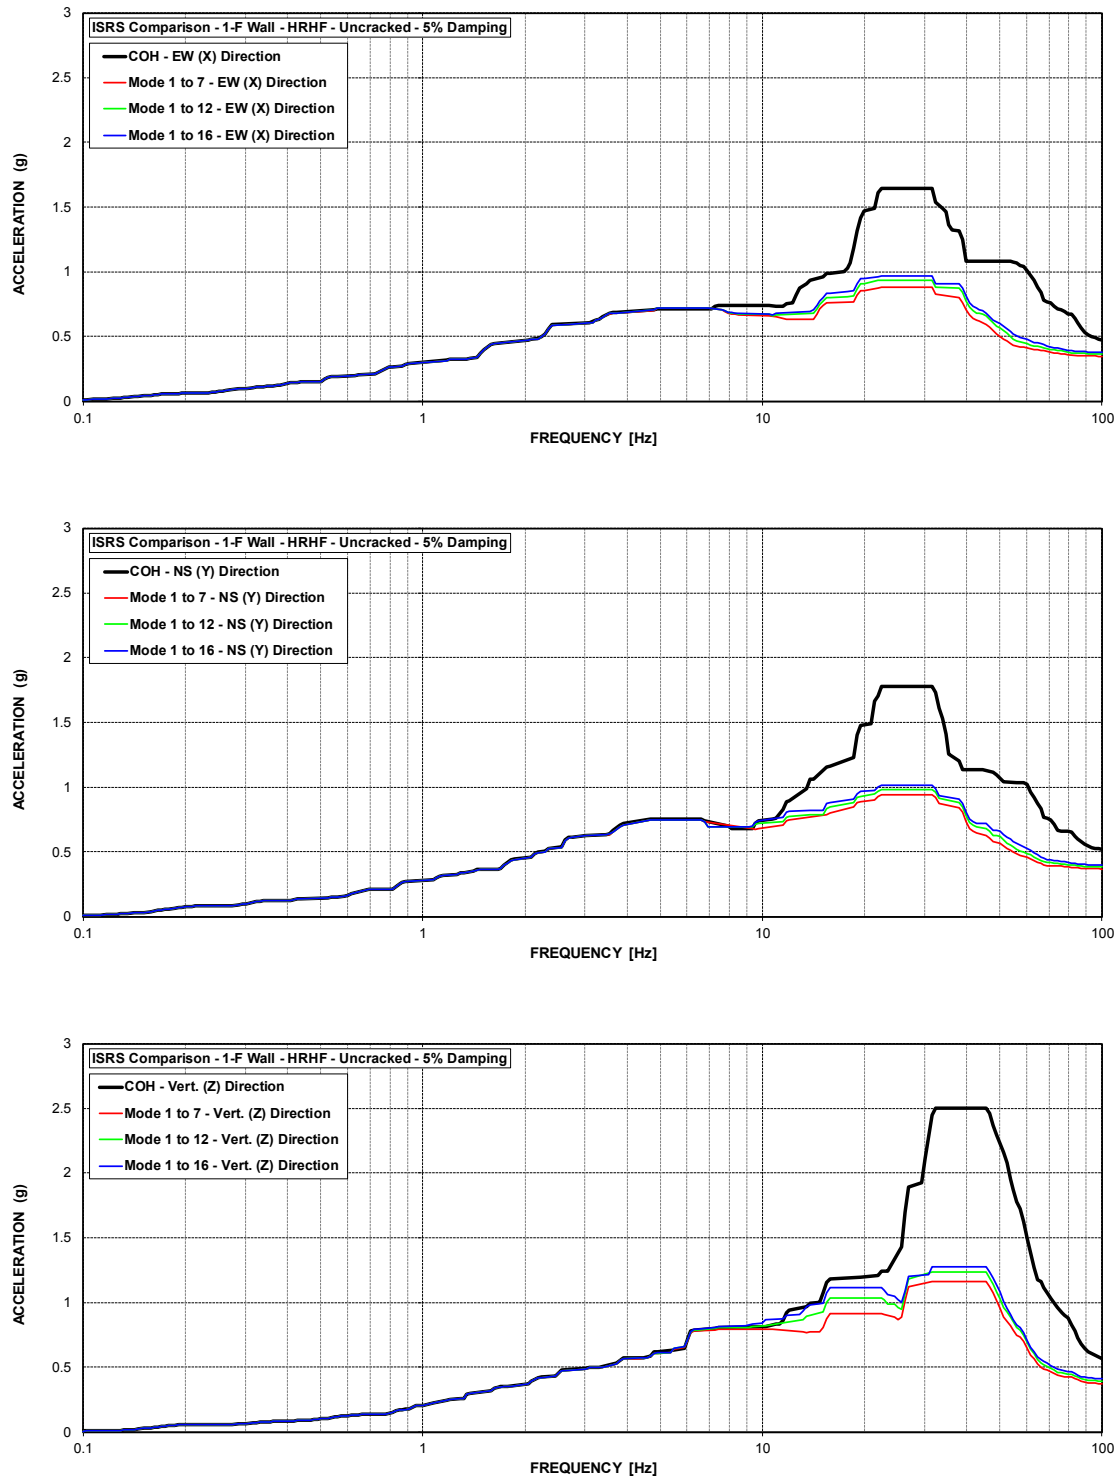 ISRS Comparison - 1-F Wall - HRHF - Uncracked - 5% Damping
COH - EW (X) Direction
Mode 1 to 7 - EW (X) Direction
Mode 1 to 12 - EW (X) Direction
Mode 1 to 16 - EW (X) Direction
ACCELERATION (g)
3
2.5
2
1.5
1
0.5
0
0.1
1
10
100
FREQUENCY [Hz]
ISRS Comparison - 1-F Wall - HRHF - Uncracked - 5% Damping
COH - NS (Y) Direction
Mode 1 to 7 - NS (Y) Direction
Mode 1 to 12 - NS (Y) Direction
Mode 1 to 16 - NS (Y) Direction
ACCELERATION (g)
3
2.5
2
1.5
1
0.5
0
0.1
1
10
100
FREQUENCY [Hz]
ISRS Comparison - 1-F Wall - HRHF - Uncracked - 5% Damping
COH - Vert. (Z) Direction
Mode 1 to 7 - Vert. (Z) Direction
Mode 1 to 12 - Vert. (Z) Direction
Mode 1 to 16 - Vert. (Z) Direction
ACCELERATION (g)
3
2.5
2
1.5
1
0.5
0
0.1
1
10
100
FREQUENCY [Hz]